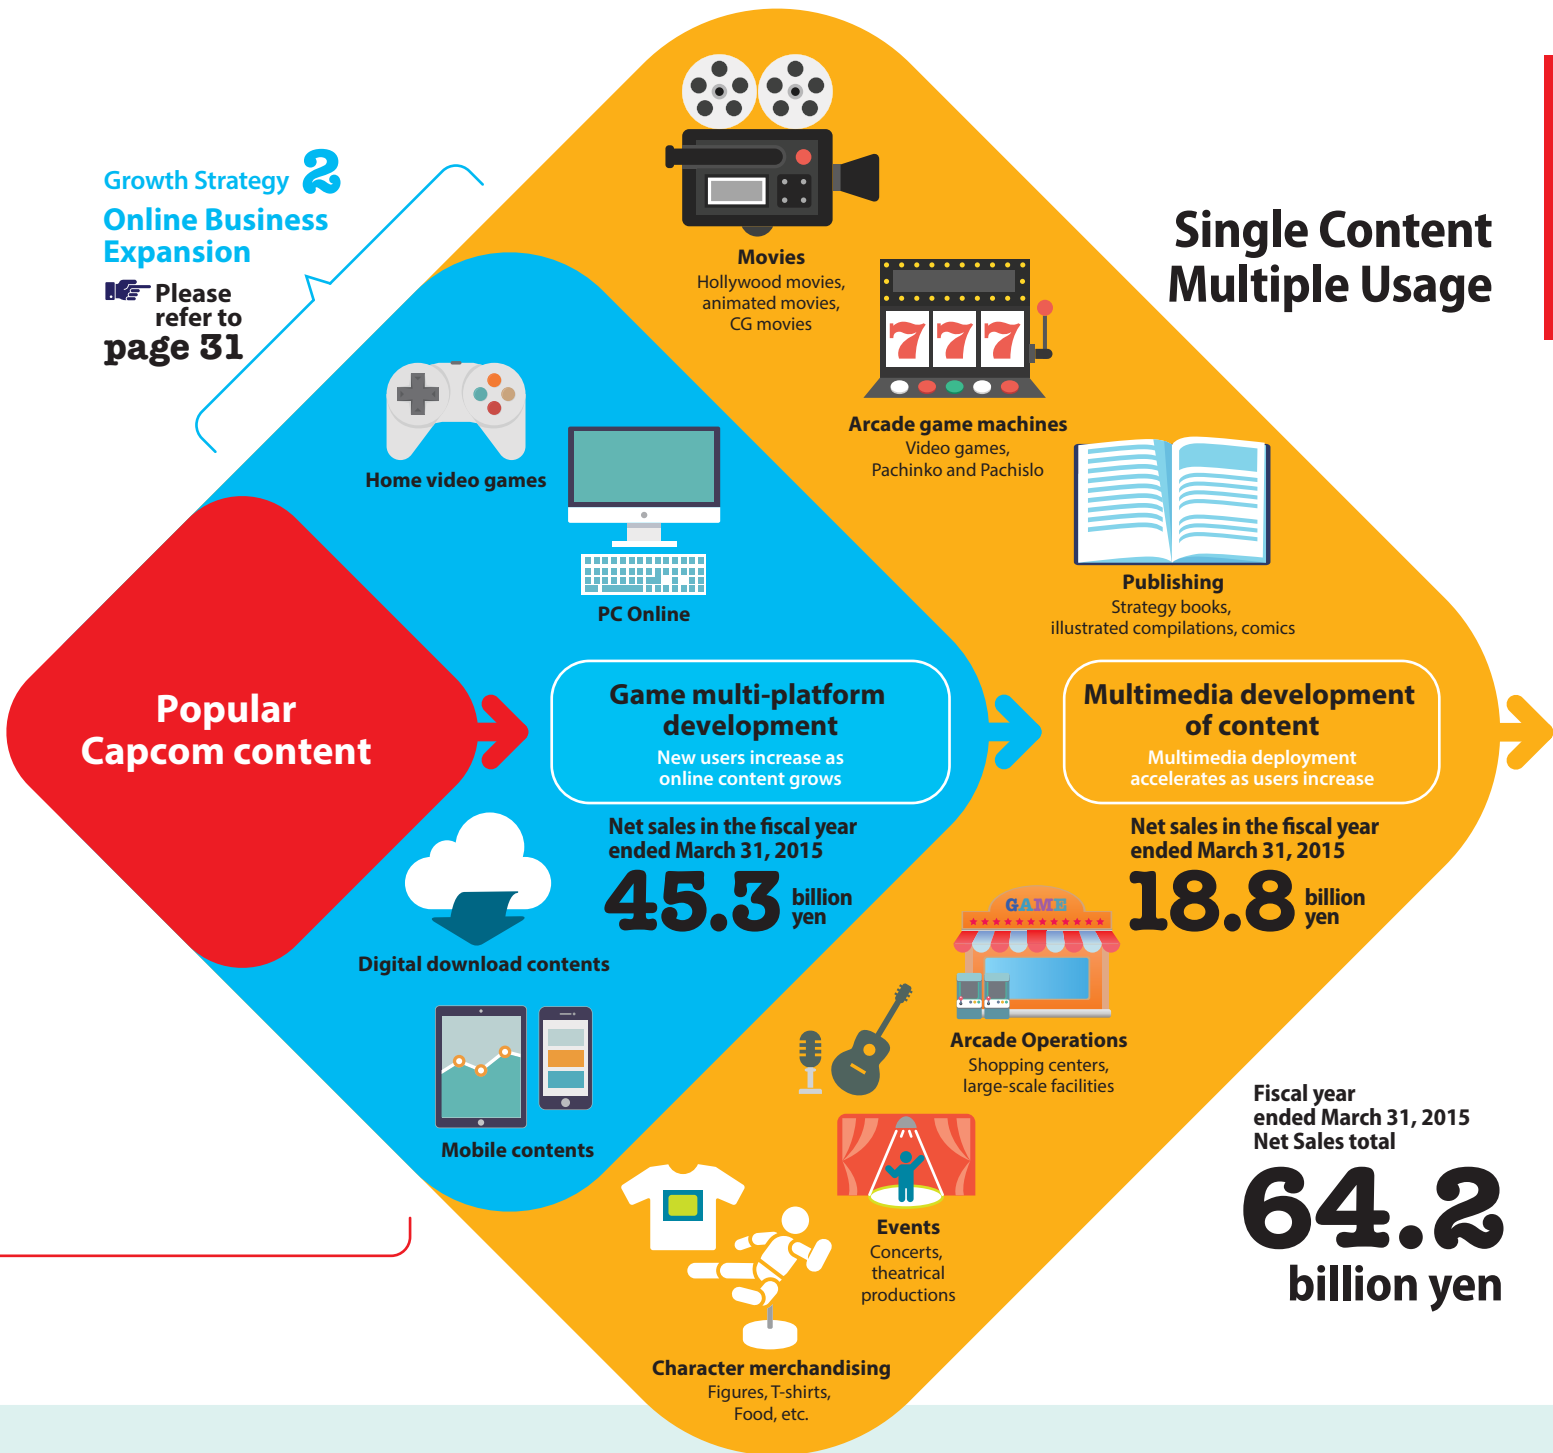 Growth Strategy 2
Online Business
Expansion
Please
refer to
page 31
Single Content
Multiple Usage
Movies
Hollywood movies,
animated movies,
CG movies
777
Arcade game machines
Video games,
Pachinko and Pachislo
Publishing
Strategy books,
illustrated compilations, comics
Home video games
PC Online
Popular
Capcom content
Game multi-platform
development
New users increase as
online content grows
Net sales in the fiscal year
ended March 31, 2015
45.3 billion
yen
Multimedia development
of content
Multimedia deployment
accelerates as users increase
Net sales in the fiscal year
ended March 31, 2015
18.8 billion
yen
Digital download contents
Mobile contents
GAME
Arcade Operations
Shopping centers,
large-scale facilities
Events
Concerts,
theatrical
productions
Character merchandising
Figures, T-shirts,
Food, etc.
Fiscal year
ended March 31, 2015
Net Sales total
64.2
billion yen